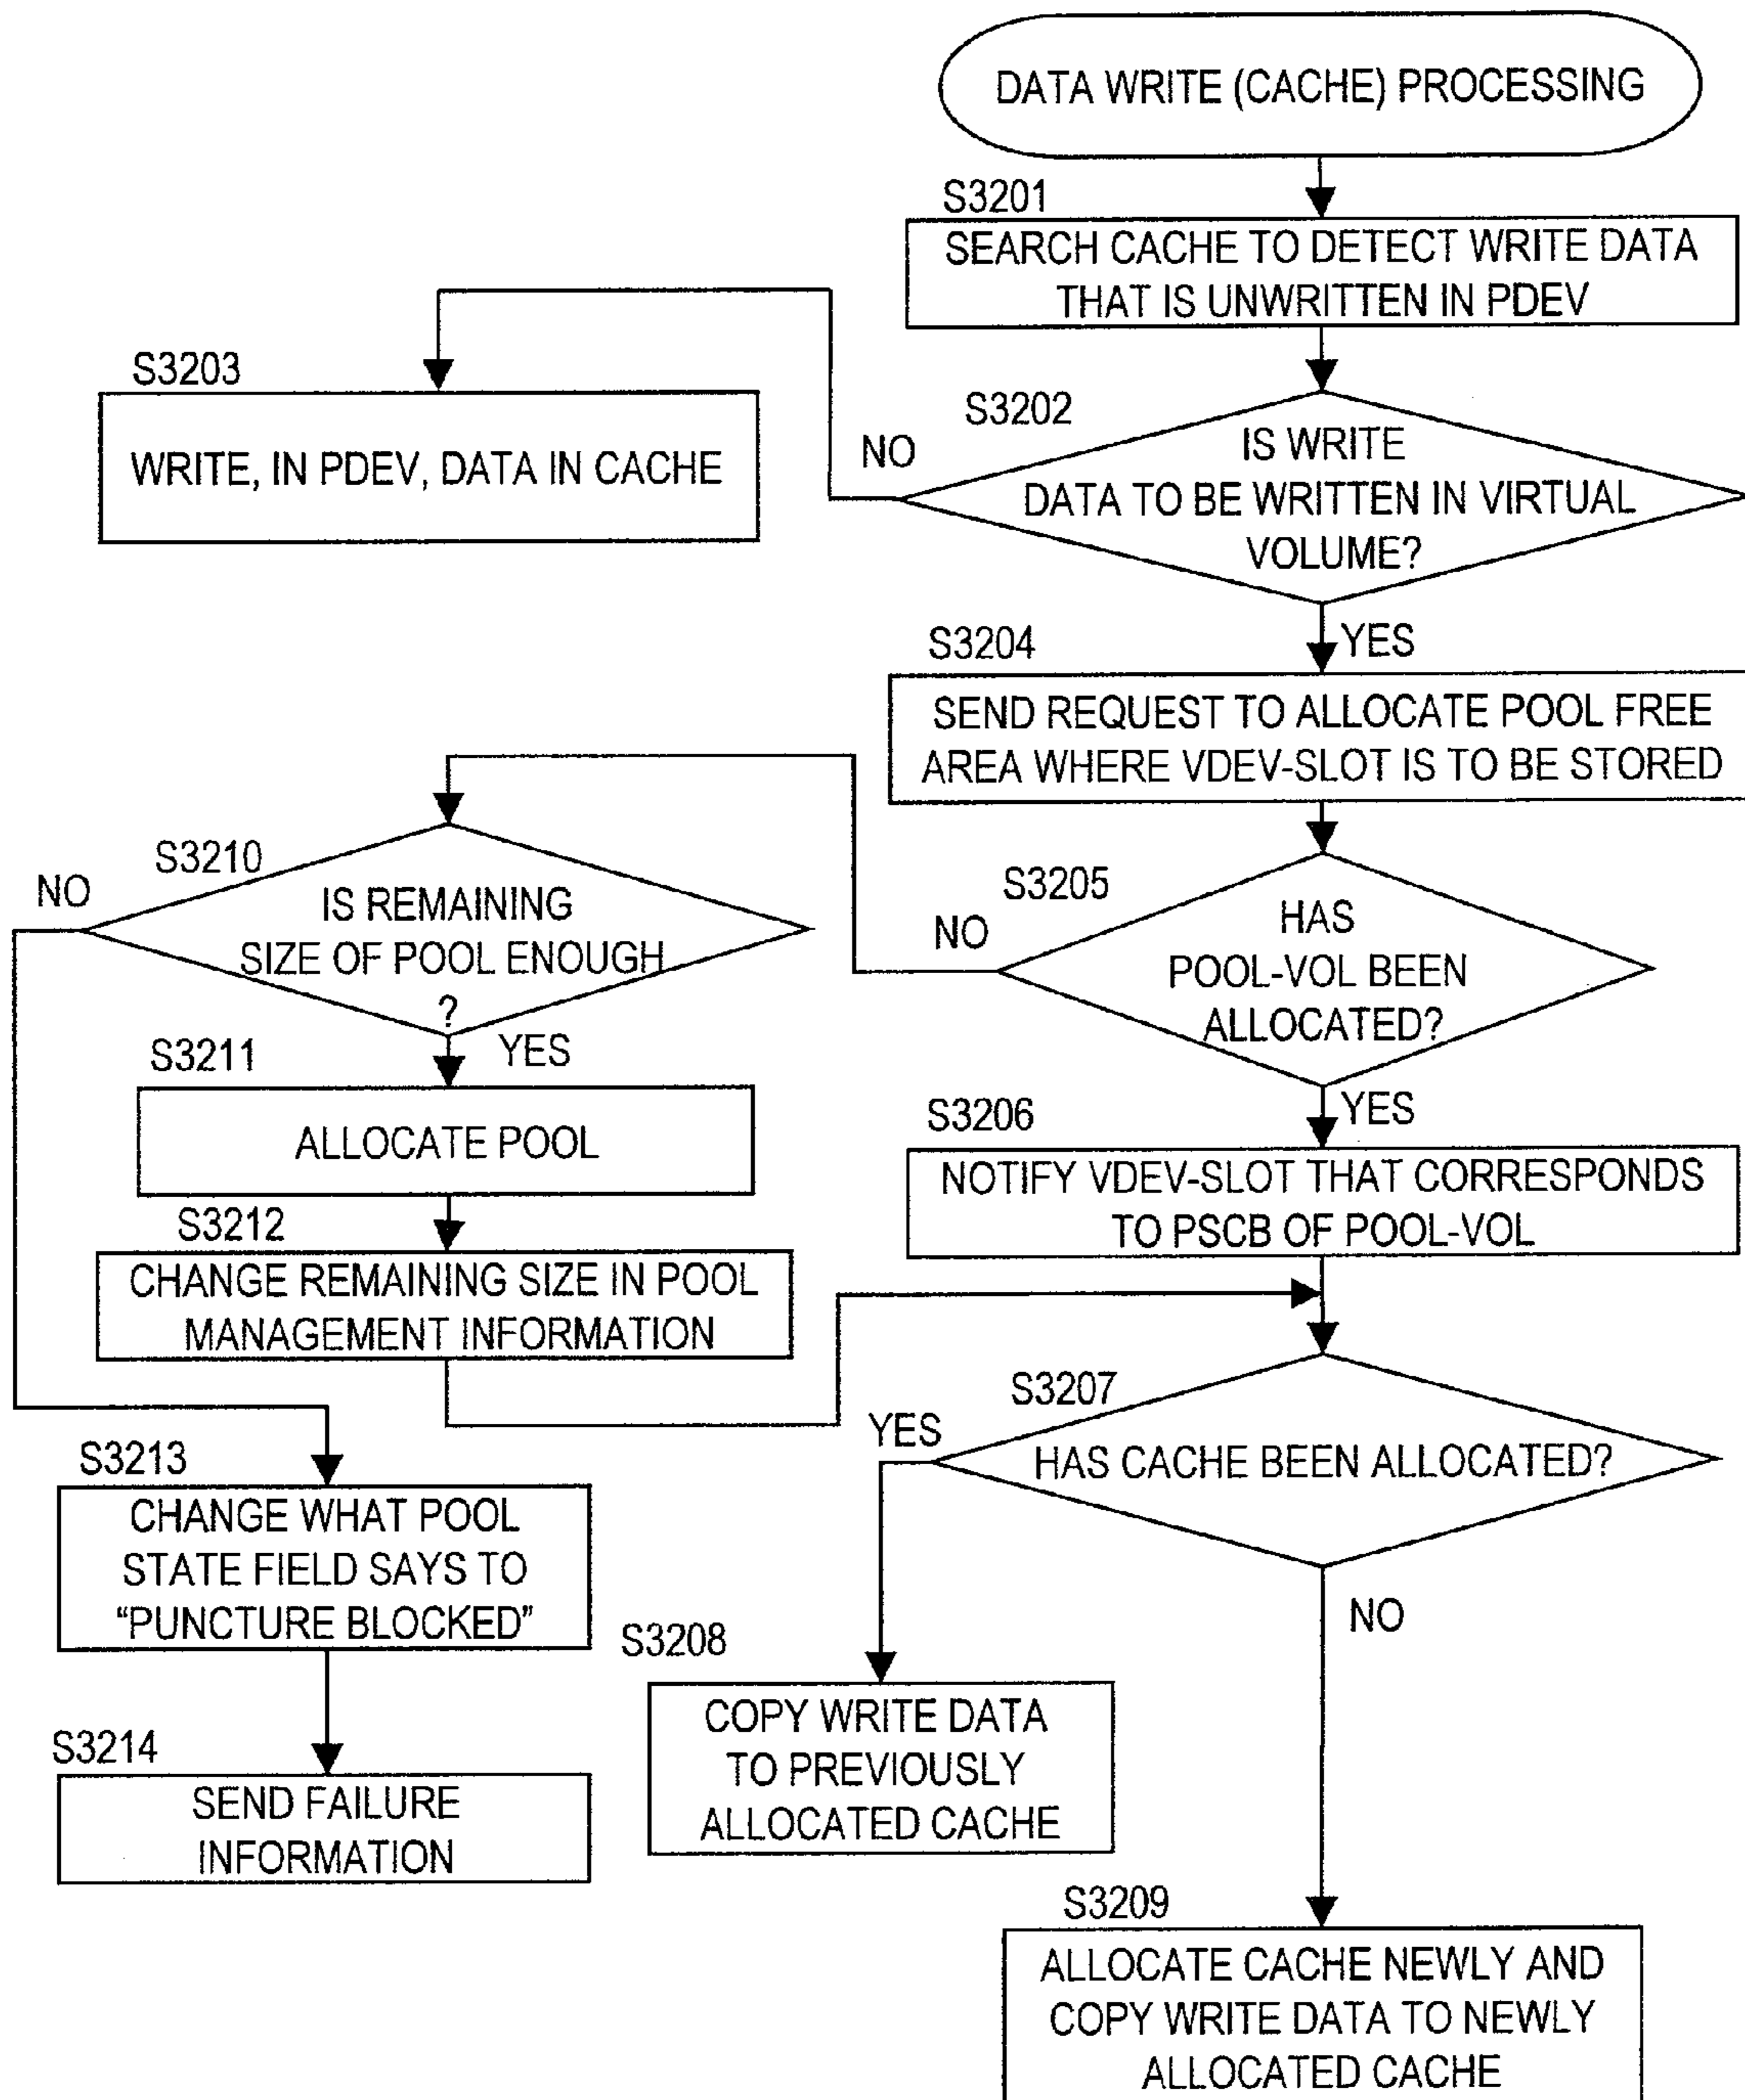 DATA WRITE (CACHE) PROCESSING
S3201
SEARCH CACHE TO DETECT WRITE DATA
THAT IS UNWRITTEN IN PDEV
S3203
WRITE, IN PDEV, DATA IN CACHE
S3202
NO
IS WRITE
DATA TO BE WRITTEN IN VIRTUAL
VOLUME?
YES
S3204
SEND REQUEST TO ALLOCATE POOL FREE
AREA WHERE VDEV-SLOT IS TO BE STORED
S3210
NO
IS REMAINING
SIZE OF POOL ENOUGH
?
YES
S3205
NO
HAS
POOL-VOL BEEN
ALLOCATED?
YES
S3211
ALLOCATE POOL
S3206
NOTIFY VDEV-SLOT THAT CORRESPONDS
TO PSCB OF POOL-VOL
S3212
CHANGE REMAINING SIZE IN POOL
MANAGEMENT INFORMATION
S3207
YES
HAS CACHE BEEN ALLOCATED?
NO
S3213
CHANGE WHAT POOL
STATE FIELD SAYS TO
“PUNCTURE BLOCKED”
S3208
COPY WRITE DATA
TO PREVIOUSLY
ALLOCATED CACHE
S3214
SEND FAILURE
INFORMATION
S3209
ALLOCATE CACHE NEWLY AND
COPY WRITE DATA TO NEWLY
ALLOCATED CACHE